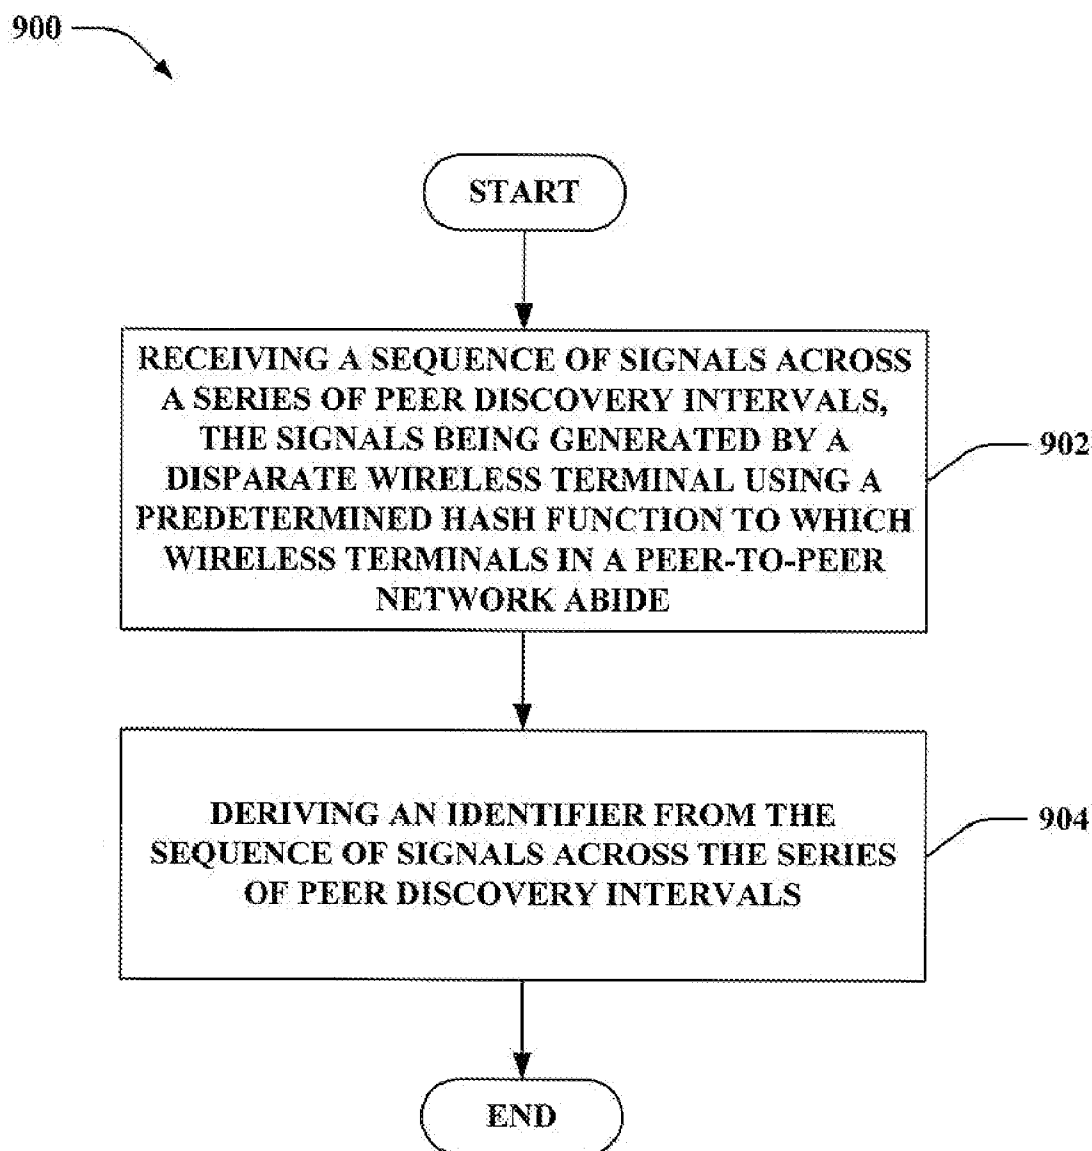 900
START
RECEIVING A SEQUENCE OF SIGNALS ACROSS
A SERIES OF PEER DISCOVERY INTERVALS,
THE SIGNALS BEING GENERATED BY A
DISPARATE WIRELESS TERMINAL USING A
PREDETERMINED HASH FUNCTION TO WHICH
WIRELESS TERMINALS IN A PEER-TO-PEER
NETWORK ABIDE
902
DERIVING AN IDENTIFIER FROM THE
SEQUENCE OF SIGNALS ACROSS THE SERIES
OF PEER DISCOVERY INTERVALS
904
END